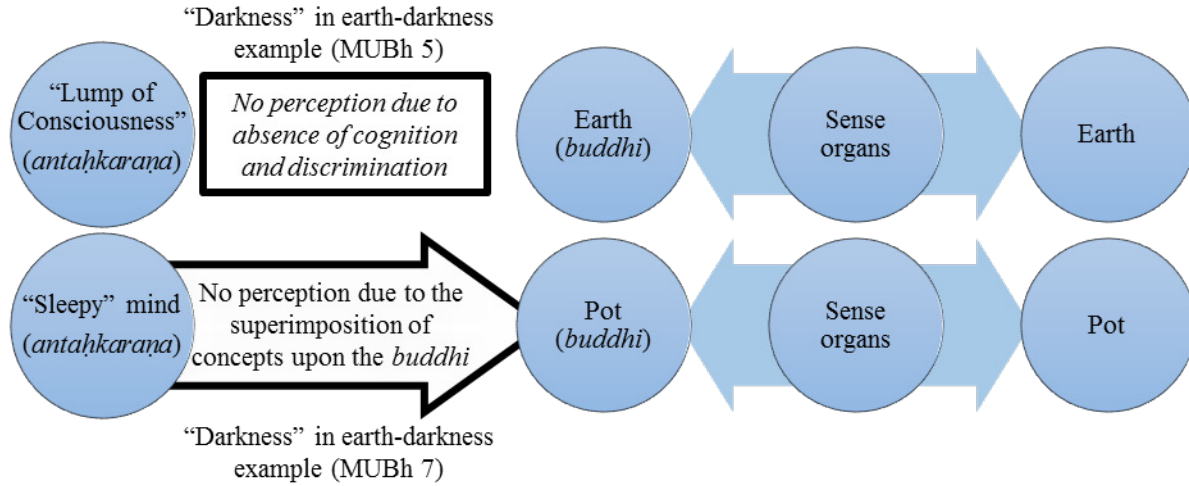 “Darkness” in earth-darkness
example (MUBh 5)
“Lump of
Consciousness”
(antaḥkaraṇa)
No perception due to
absence of cognition
and discrimination
Earth
(buddhi)
Sense
organs
Earth
“Sleepy” mind
(antaḥkaraṇa)
No perception due to the
superimposition of
concepts upon the buddhi
Pot
(buddhi)
Sense
organs
Pot
“Darkness” in earth-darkness
example (MUBh 7)